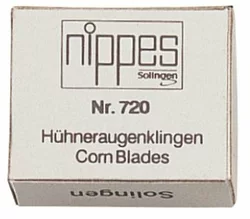 nippes
Solingen
Nr. 720
Hühneraugenklingen
Corn Blades
Solingen